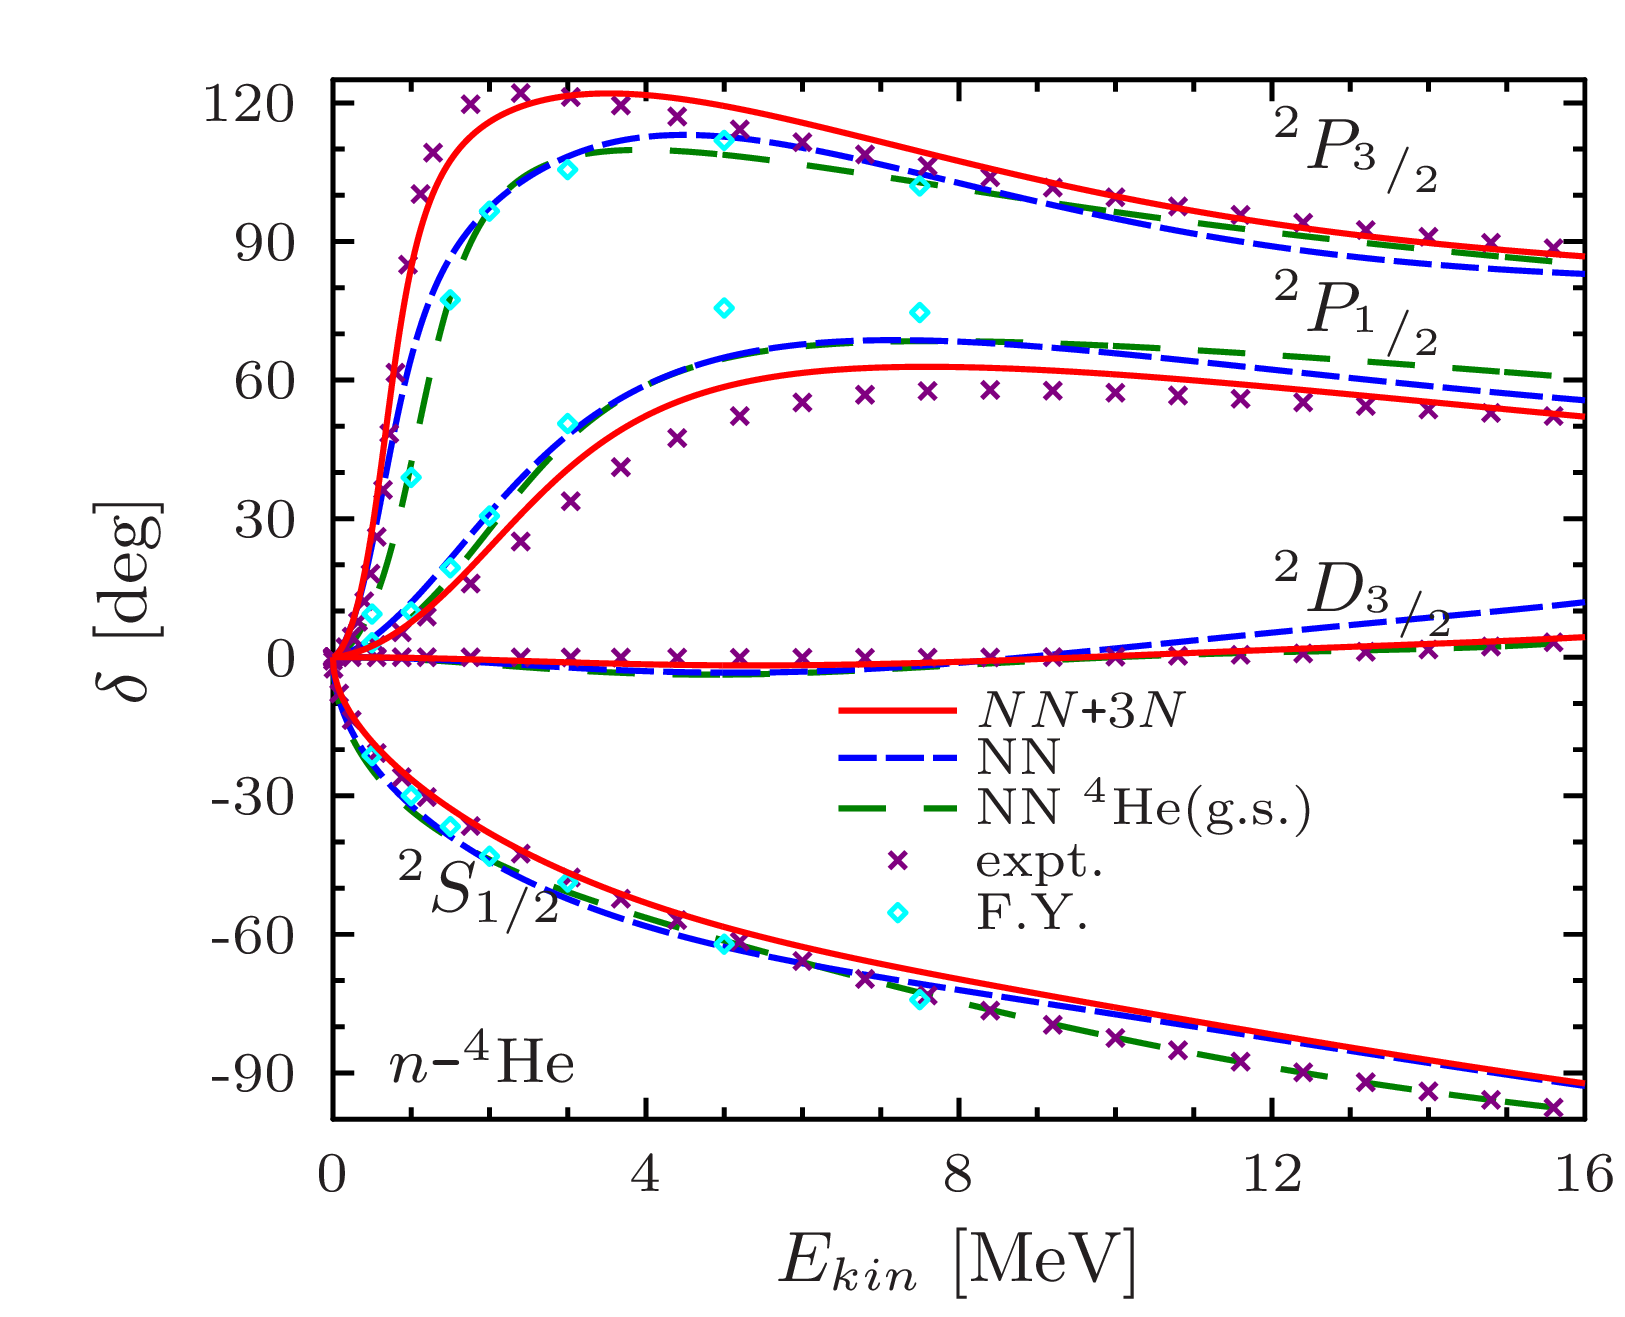 120
90
60
30
0
-30
-60
-90
δ [deg]
²P₃/₂
²P₁/₂
²D₃/₂
²S₁/₂
NN+3N
NN
NN ⁴He(g.s.)
expt.
F.Y.
n–⁴He
0 4 8 12 16
E_kin [MeV]